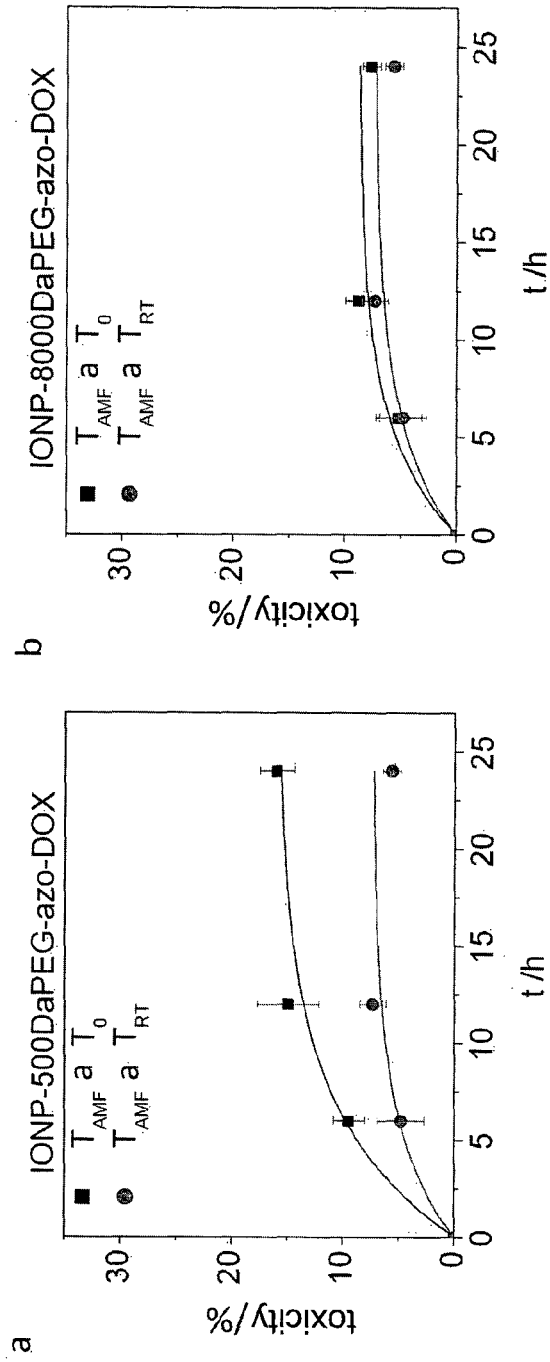 a
IONP-500DaPEG-azo-DOX
T_AMF a T_0
T_AMF a T_RT
toxicity/%
30
20
10
0
0 5 10 15 20 25
t /h
b
IONP-8000DaPEG-azo-DOX
T_AMF a T_0
T_AMF a T_RT
toxicity/%
30
20
10
0
0 5 10 15 20 25
t /h